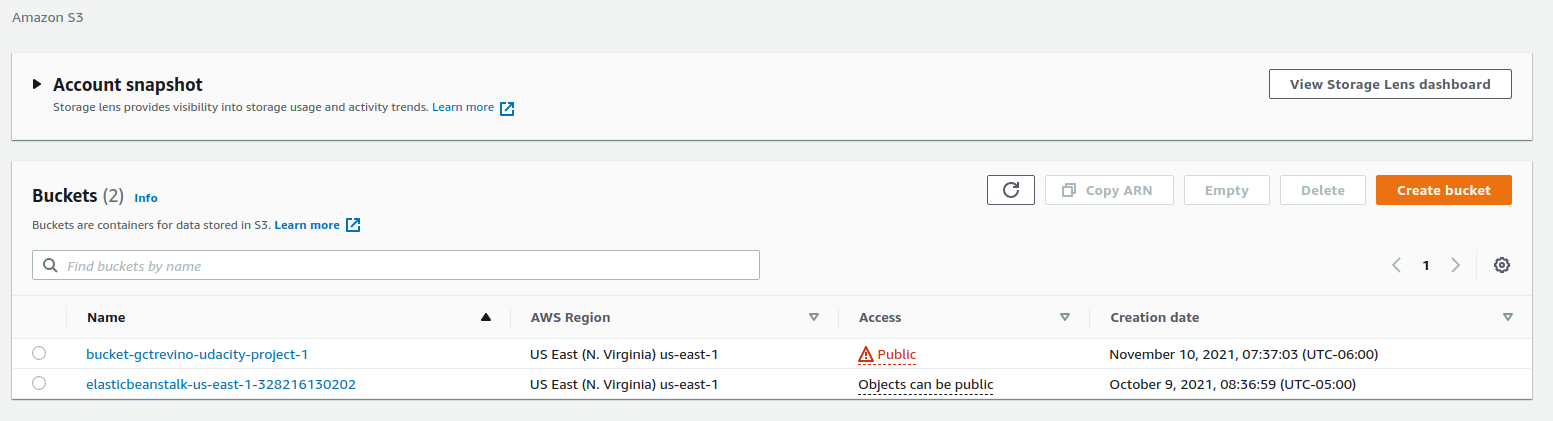 Amazon S3
Account snapshot
View Storage Lens dashboard
Storage lens provides visibility into storage usage and activity trends. Learn more
Buckets (2) Info
Copy ARN Empty Delete Create bucket
Buckets are containers for data stored in S3. Learn more
Find buckets by name
1
Name AWS Region Access Creation date
bucket-gctrevino-udacity-project-1 US East (N. Virginia) us-east-1 Public November 10, 2021, 07:37:03 (UTC-06:00)
elasticbeanstalk-us-east-1-328216130202 US East (N. Virginia) us-east-1 Objects can be public October 9, 2021, 08:36:59 (UTC-05:00)